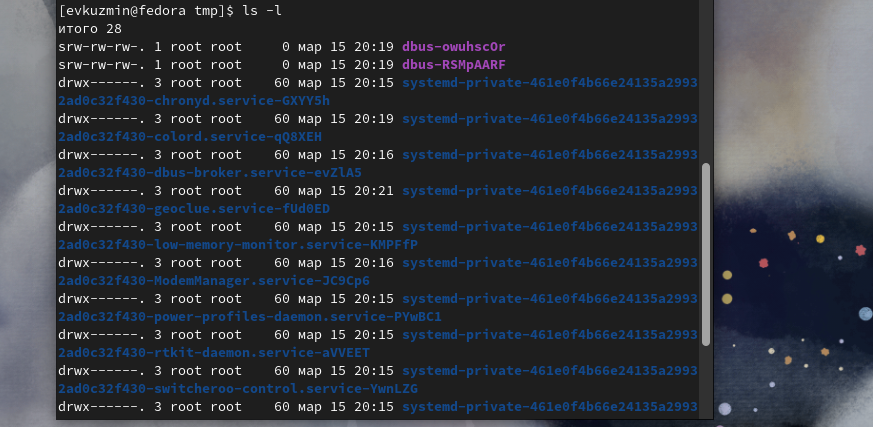 [evkuzmin@fedora tmp]$ ls -l
итого 28
srw-rw-rw-. 1 root root     0 мар 15 20:19 dbus-owuhscOr
srw-rw-rw-. 1 root root     0 мар 15 20:19 dbus-RSMpAARF
drwx------. 3 root root    60 мар 15 20:15 systemd-private-461e0f4b66e24135a2993
2ad0c32f430-chronyd.service-GXYY5h
drwx------. 3 root root    60 мар 15 20:19 systemd-private-461e0f4b66e24135a2993
2ad0c32f430-colord.service-qQ8XEH
drwx------. 3 root root    60 мар 15 20:16 systemd-private-461e0f4b66e24135a2993
2ad0c32f430-dbus-broker.service-evZlA5
drwx------. 3 root root    60 мар 15 20:21 systemd-private-461e0f4b66e24135a2993
2ad0c32f430-geoclue.service-fUd0ED
drwx------. 3 root root    60 мар 15 20:15 systemd-private-461e0f4b66e24135a2993
2ad0c32f430-low-memory-monitor.service-KMPFfP
drwx------. 3 root root    60 мар 15 20:16 systemd-private-461e0f4b66e24135a2993
2ad0c32f430-ModemManager.service-JC9Cp6
drwx------. 3 root root    60 мар 15 20:15 systemd-private-461e0f4b66e24135a2993
2ad0c32f430-power-profiles-daemon.service-PYwBC1
drwx------. 3 root root    60 мар 15 20:15 systemd-private-461e0f4b66e24135a2993
2ad0c32f430-rtkit-daemon.service-aVVEET
drwx------. 3 root root    60 мар 15 20:15 systemd-private-461e0f4b66e24135a2993
2ad0c32f430-switcheroo-control.service-YwnLZG
drwx------. 3 root root    60 мар 15 20:15 systemd-private-461e0f4b66e24135a2993